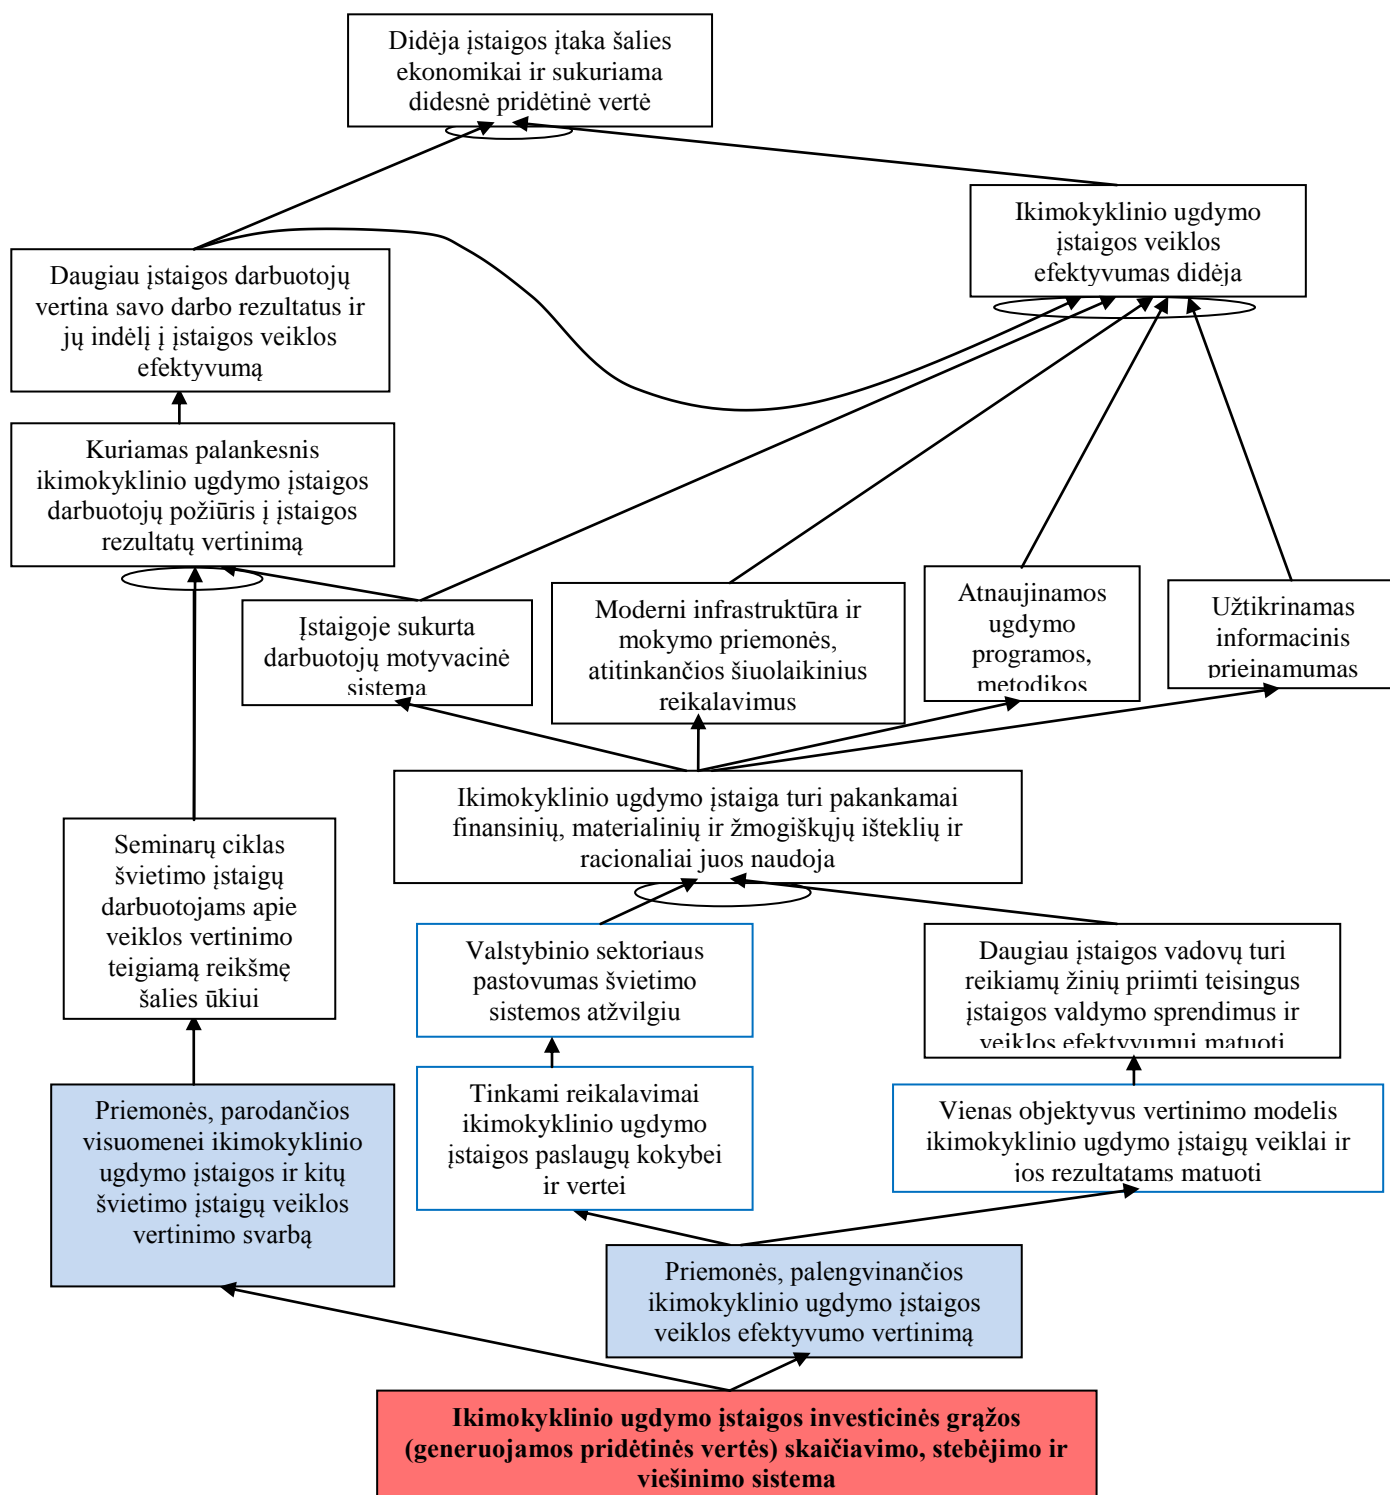 Didėja įstaigos įtaka šalies
ekonomikai ir sukuriama
didesnė pridėtinė vertė
Ikimokyklinio ugdymo
įstaigos veiklos
efektyvumas didėja
Daugiau įstaigos darbuotojų
vertina savo darbo rezultatus ir
jų indėlį į įstaigos veiklos
efektyvumą
Kuriamas palankesnis
ikimokyklinio ugdymo įstaigos
darbuotojų požiūris į įstaigos
rezultatų vertinimą
Įstaigoje sukurta
darbuotojų motyvacinė
sistema
Moderni infrastruktūra ir
mokymo priemonės,
atitinkančios šiuolaikinius
reikalavimus
Atnaujinamos
ugdymo
programos,
metodikos
Užtikrinamas
informacinis
prieinamumas
Ikimokyklinio ugdymo įstaiga turi pakankamai
finansinių, materialinių ir žmogiškųjų išteklių ir
racionaliai juos naudoja
Seminarų ciklas
švietimo įstaigų
darbuotojams apie
veiklos vertinimo
teigiamą reikšmę
šalies ūkiui
Valstybinio sektoriaus
pastovumas švietimo
sistemos atžvilgiu
Daugiau įstaigos vadovų turi
reikiamų žinių priimti teisingus
įstaigos valdymo sprendimus ir
veiklos efektyvumui matuoti
Priemonės, parodančios
visuomenei ikimokyklinio
ugdymo įstaigos ir kitų
švietimo įstaigų veiklos
vertinimo svarbą
Tinkami reikalavimai
ikimokyklinio ugdymo
įstaigos paslaugų kokybei
ir vertei
Vienas objektyvus vertinimo modelis
ikimokyklinio ugdymo įstaigų veiklai ir
jos rezultatams matuoti
Priemonės, palengvinančios
ikimokyklinio ugdymo įstaigos
veiklos efektyvumo vertinimą
Ikimokyklinio ugdymo įstaigos investicinės grąžos
(generuojamos pridėtinės vertės) skaičiavimo, stebėjimo ir
viešinimo sistema